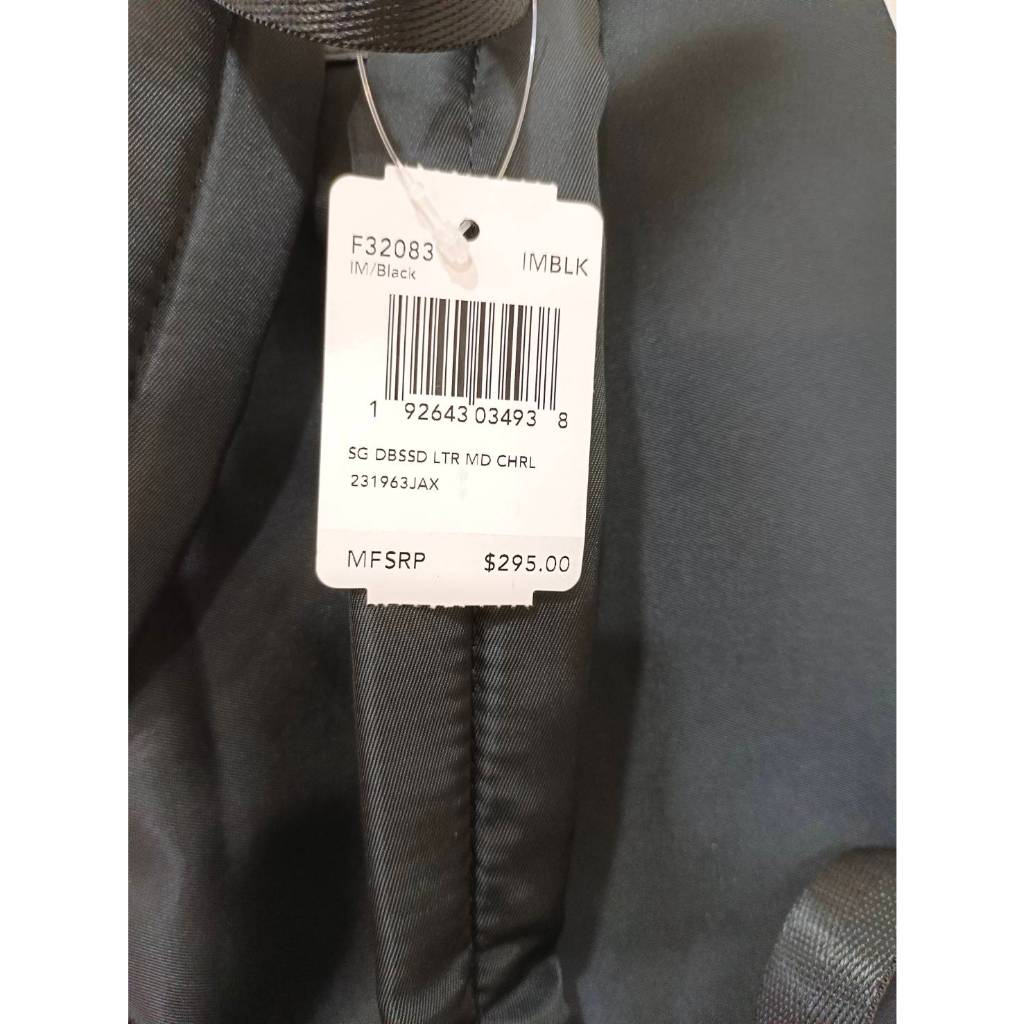 F32083 IMBLK
IM/Black
1 92643 03493 8
SG DBSSD LTR MD CHRL
231963JAX
MFSRP $295.00